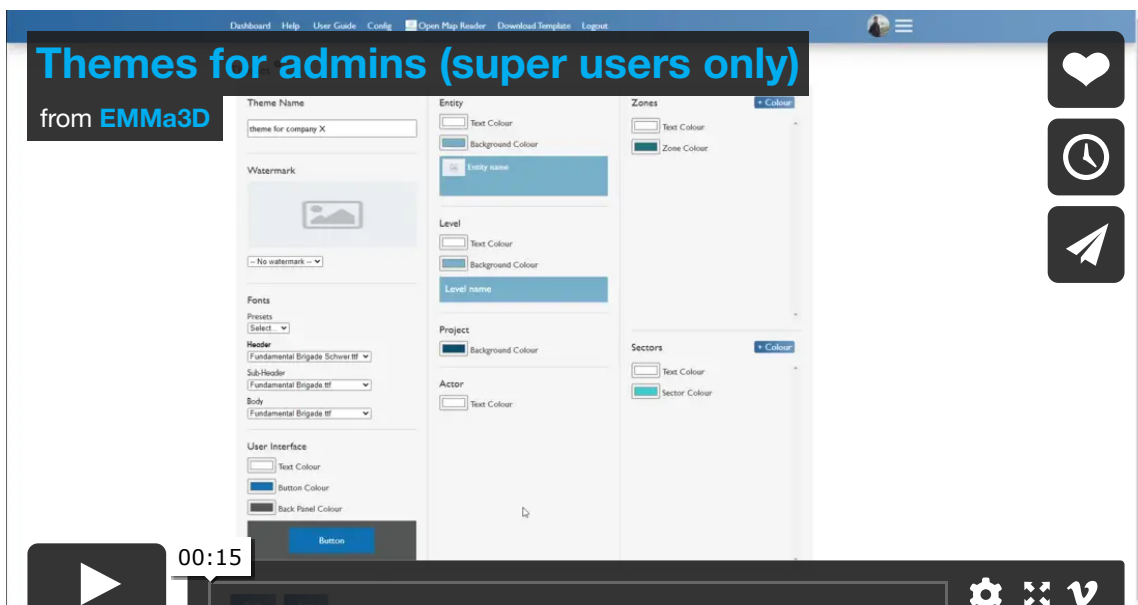 Dashboard Help User Guide Config Open Map Reader Download Template Logout
Themes for admins (super users only)
from EMMa3D
Theme Name
theme for company X
Watermark
-- No watermark --
Fonts
Presets
Select...
Header
Fundamental Brigade Schwer.ttf
Sub-Header
Fundamental Brigade.ttf
Body
Fundamental Brigade.ttf
User Interface
Text Colour
Button Colour
Back Panel Colour
Button
Entity
Text Colour
Background Colour
Entity name
Level
Text Colour
Background Colour
Level name
Project
Background Colour
Actor
Text Colour
Zones
+ Colour
Text Colour
Zone Colour
Sectors
+ Colour
Text Colour
Sector Colour
00:15